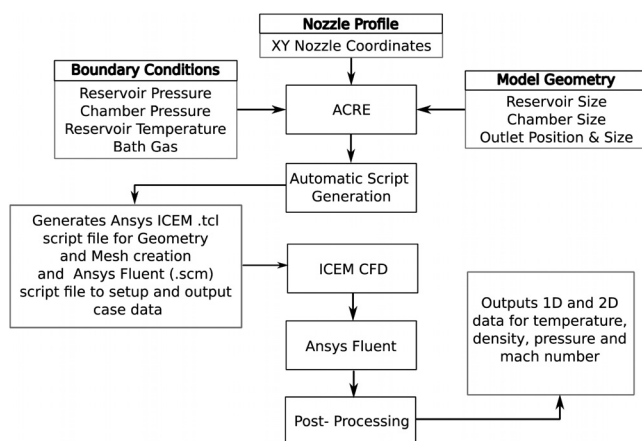 Nozzle Profile
XY Nozzle Coordinates
Boundary Conditions
Reservoir Pressure
Chamber Pressure
Reservoir Temperature
Bath Gas
ACRE
Model Geometry
Reservoir Size
Chamber Size
Outlet Position & Size
Automatic Script
Generation
Generates Ansys ICEM .tcl
script file for Geometry
and Mesh creation
and Ansys Fluent (.scm)
script file to setup and output
case data
ICEM CFD
Ansys Fluent
Post- Processing
Outputs 1D and 2D
data for temperature,
density, pressure and
mach number